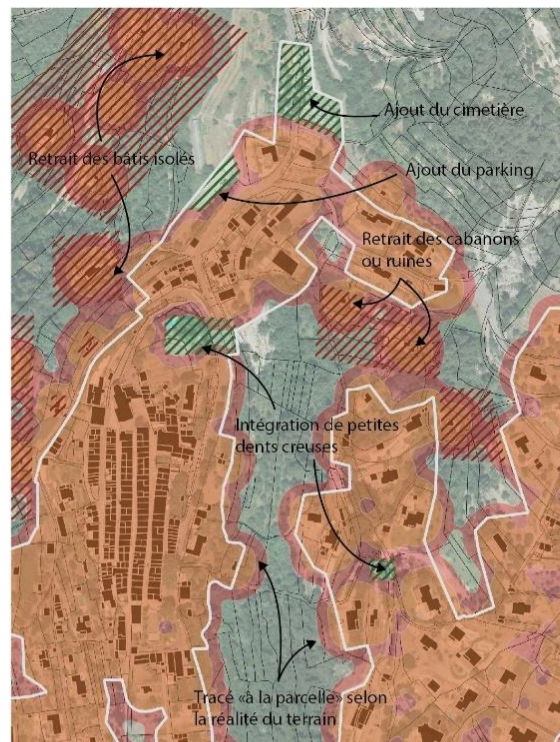 Ajout du cimetière
Retrait des bâtis isolés
Ajout du parking
Retrait des cabanons
ou ruines
Intégration de petites
dents creuses
Tracé «à la parcelle» selon
la réalité du terrain